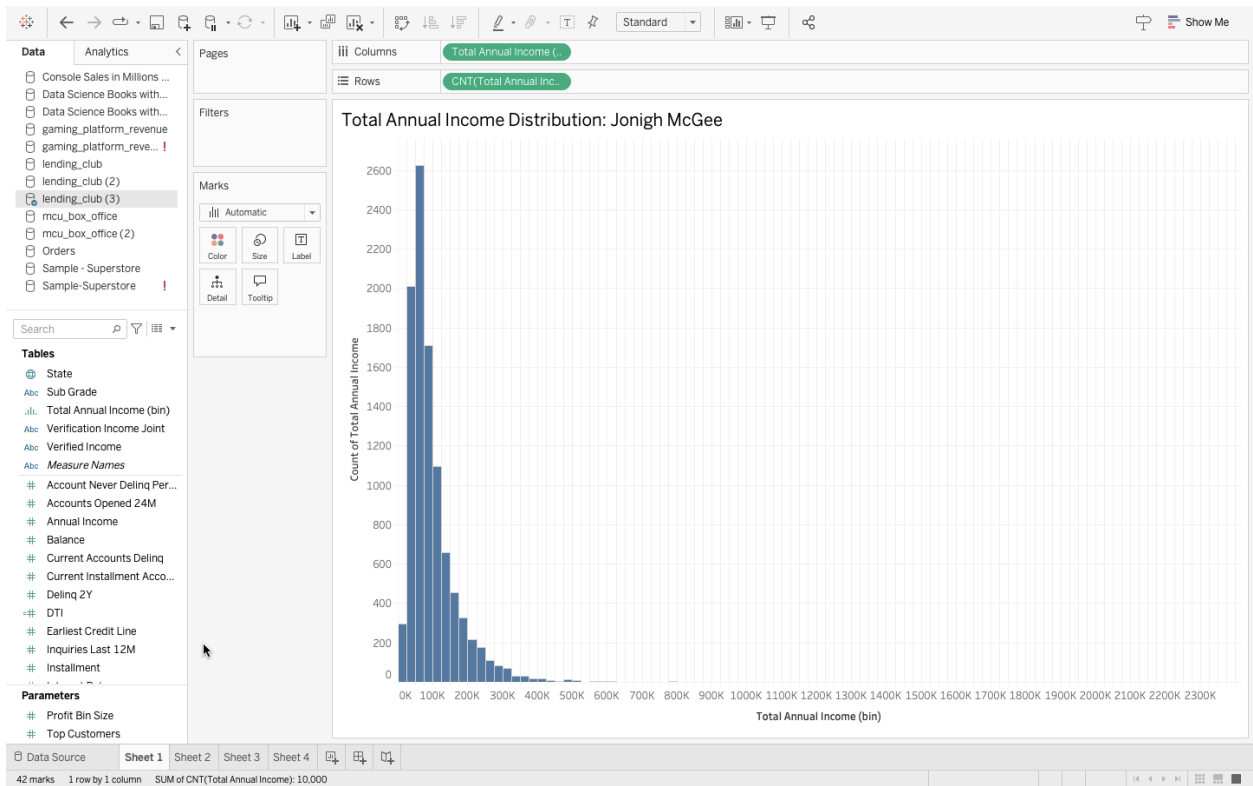 Standard
Show Me
Data
Analytics
Console Sales in Millions ...
Data Science Books with...
Data Science Books with...
gaming_platform_revenue
gaming_platform_reve... !
lending_club
lending_club (2)
lending_club (3)
mcu_box_office
mcu_box_office (2)
Orders
Sample - Superstore
Sample-Superstore !
Search
Tables
State
Abc Sub Grade
Total Annual Income (bin)
Abc Verification Income Joint
Abc Verified Income
Abc Measure Names
# Account Never Delinq Per...
# Accounts Opened 24M
# Annual Income
# Balance
# Current Accounts Delinq
# Current Installment Acco...
# Delinq 2Y
=# DTI
# Earliest Credit Line
# Inquiries Last 12M
# Installment
Parameters
# Profit Bin Size
# Top Customers
Pages
Filters
Marks
Automatic
Color Size Label
Detail Tooltip
Columns Total Annual Income (..
Rows CNT(Total Annual Inc..
Total Annual Income Distribution: Jonigh McGee
2600
2400
2200
2000
1800
1600
1400
1200
1000
800
600
400
200
0
Count of Total Annual Income
0K 100K 200K 300K 400K 500K 600K 700K 800K 900K 1000K 1100K 1200K 1300K 1400K 1500K 1600K 1700K 1800K 1900K 2000K 2100K 2200K 2300K
Total Annual Income (bin)
Data Source Sheet 1 Sheet 2 Sheet 3 Sheet 4
42 marks 1 row by 1 column SUM of CNT(Total Annual Income): 10,000